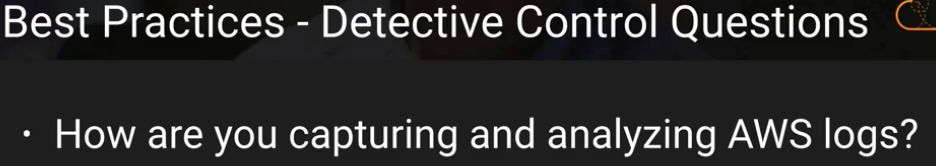 Best Practices - Detective Control Questions
· How are you capturing and analyzing AWS logs?